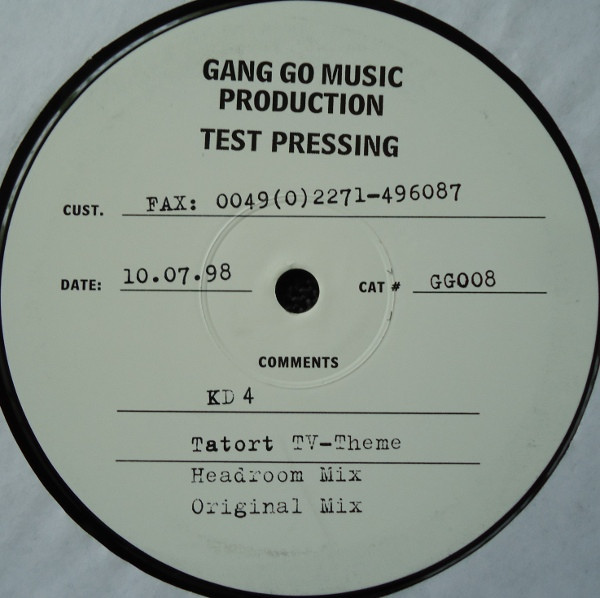 GANG GO MUSIC
PRODUCTION
TEST PRESSING
CUST. FAX: 0049(0)2271-496087
DATE: 10.07.98 CAT # GG008
COMMENTS
KD 4
Tatort TV-Theme
Headroom Mix
Original Mix